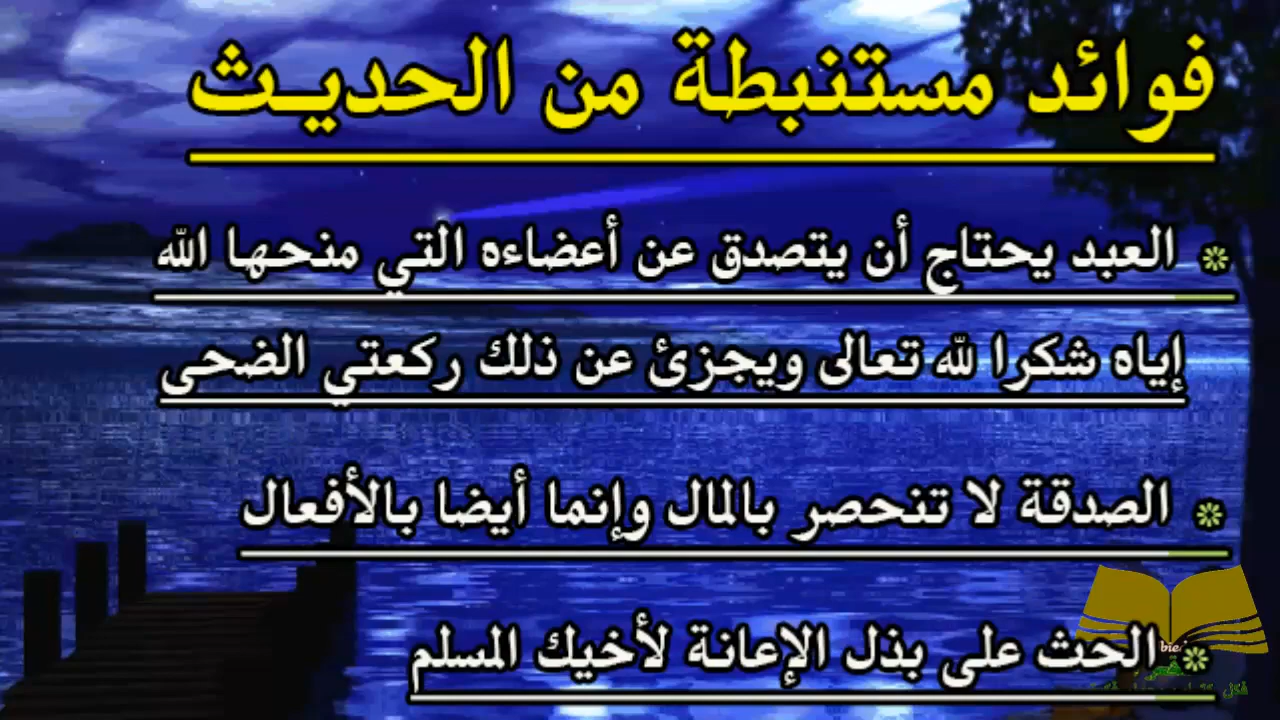 فوائد مستنبطة من الحديث
* العبد يحتاج أن يتصدق عن أعضاءه التي منحها الله
إياه شكرا لله تعالى ويجزئ عن ذلك ركعتي الضحى
* الصدقة لا تنحصر بالمال وإنما أيضا بالأفعال
* الحث على بذل الإعانة لأخيك المسلم